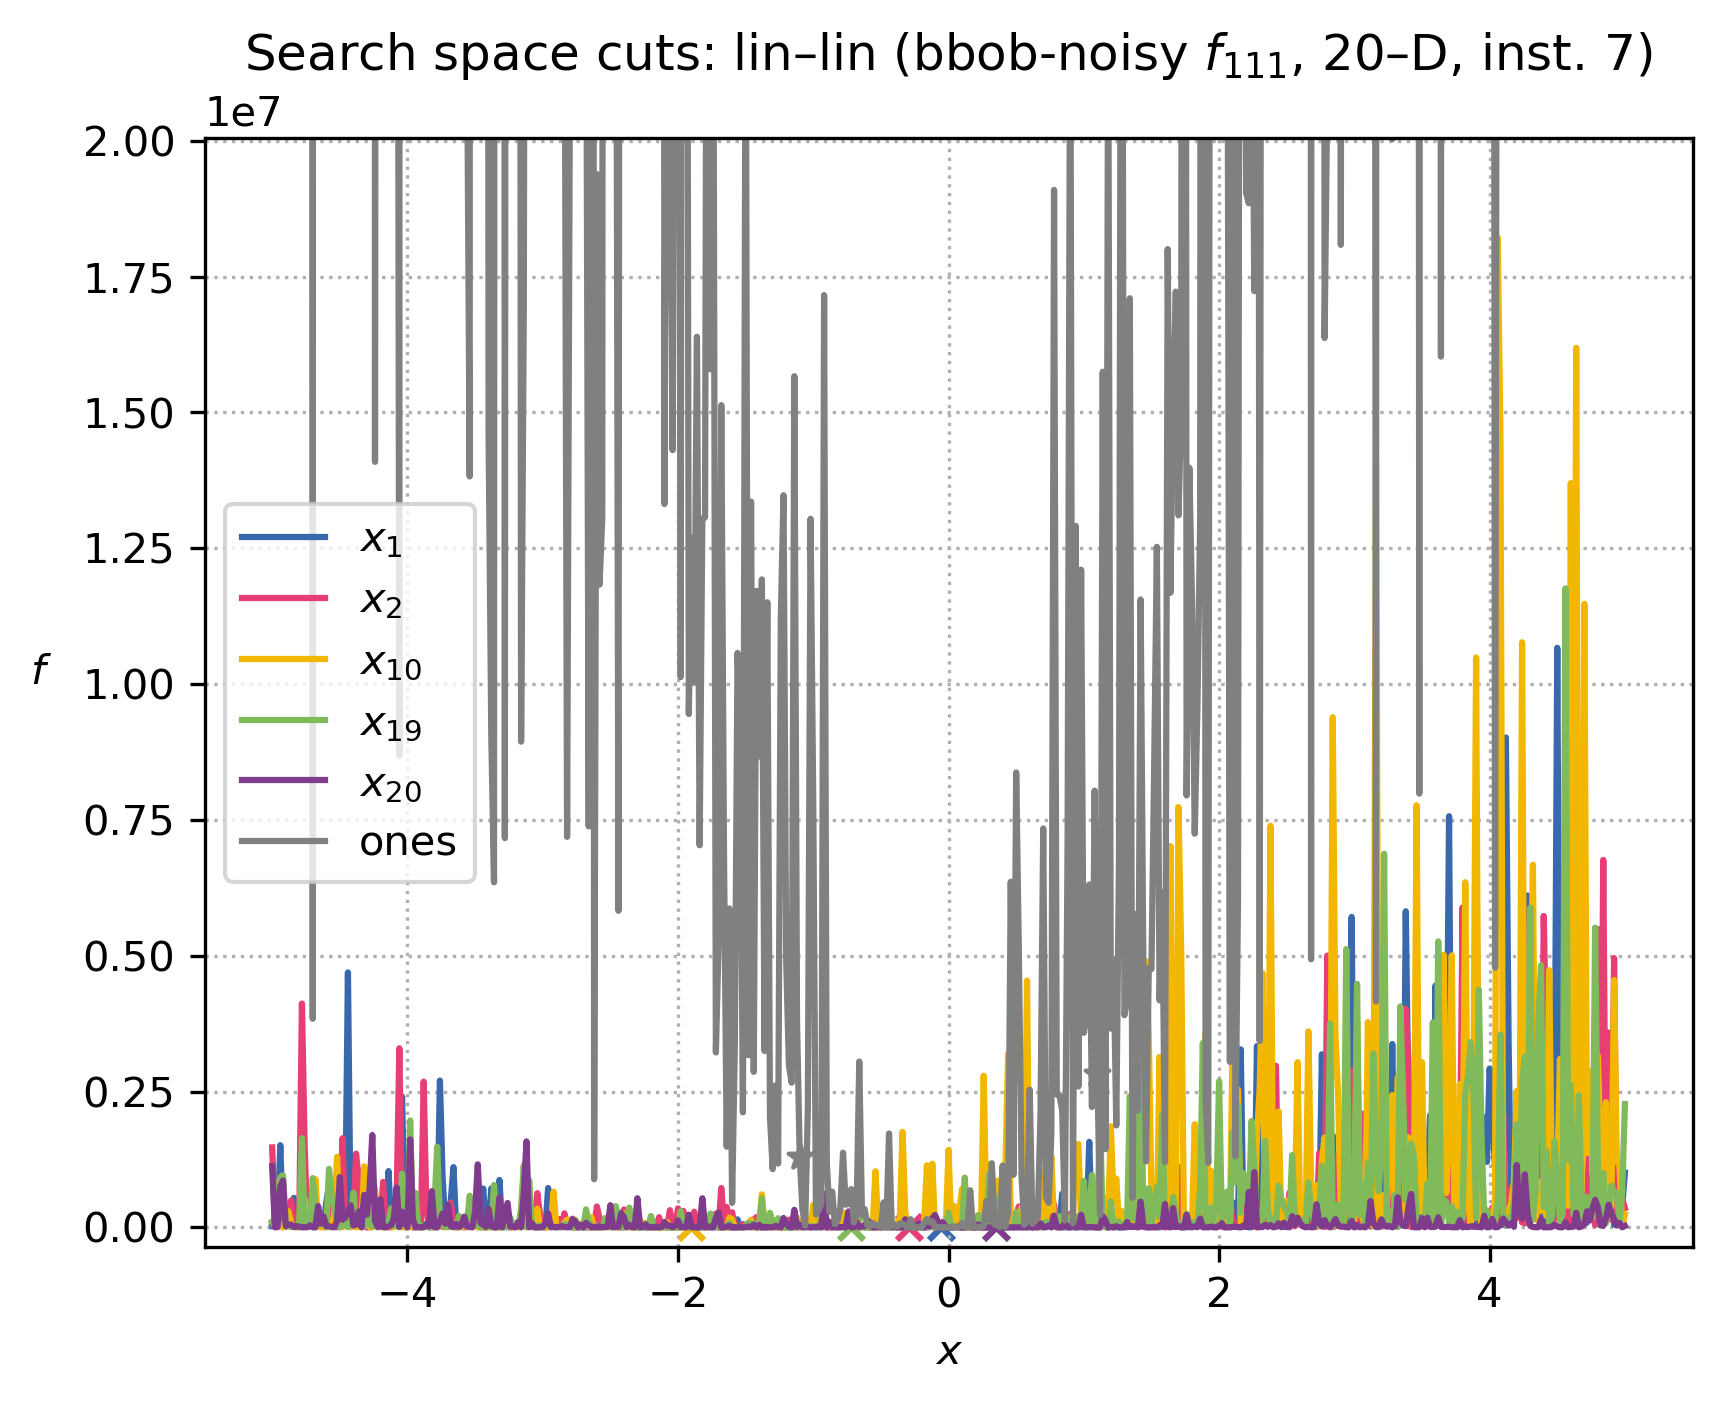 Search space cuts: lin–lin (bbob-noisy f₁₁₁, 20–D, inst. 7)
1e7
2.00
1.75
1.50
1.25
1.00
0.75
0.50
0.25
0.00
f
x₁
x₂
x₁₀
x₁₉
x₂₀
ones
−4 −2 0 2 4
x